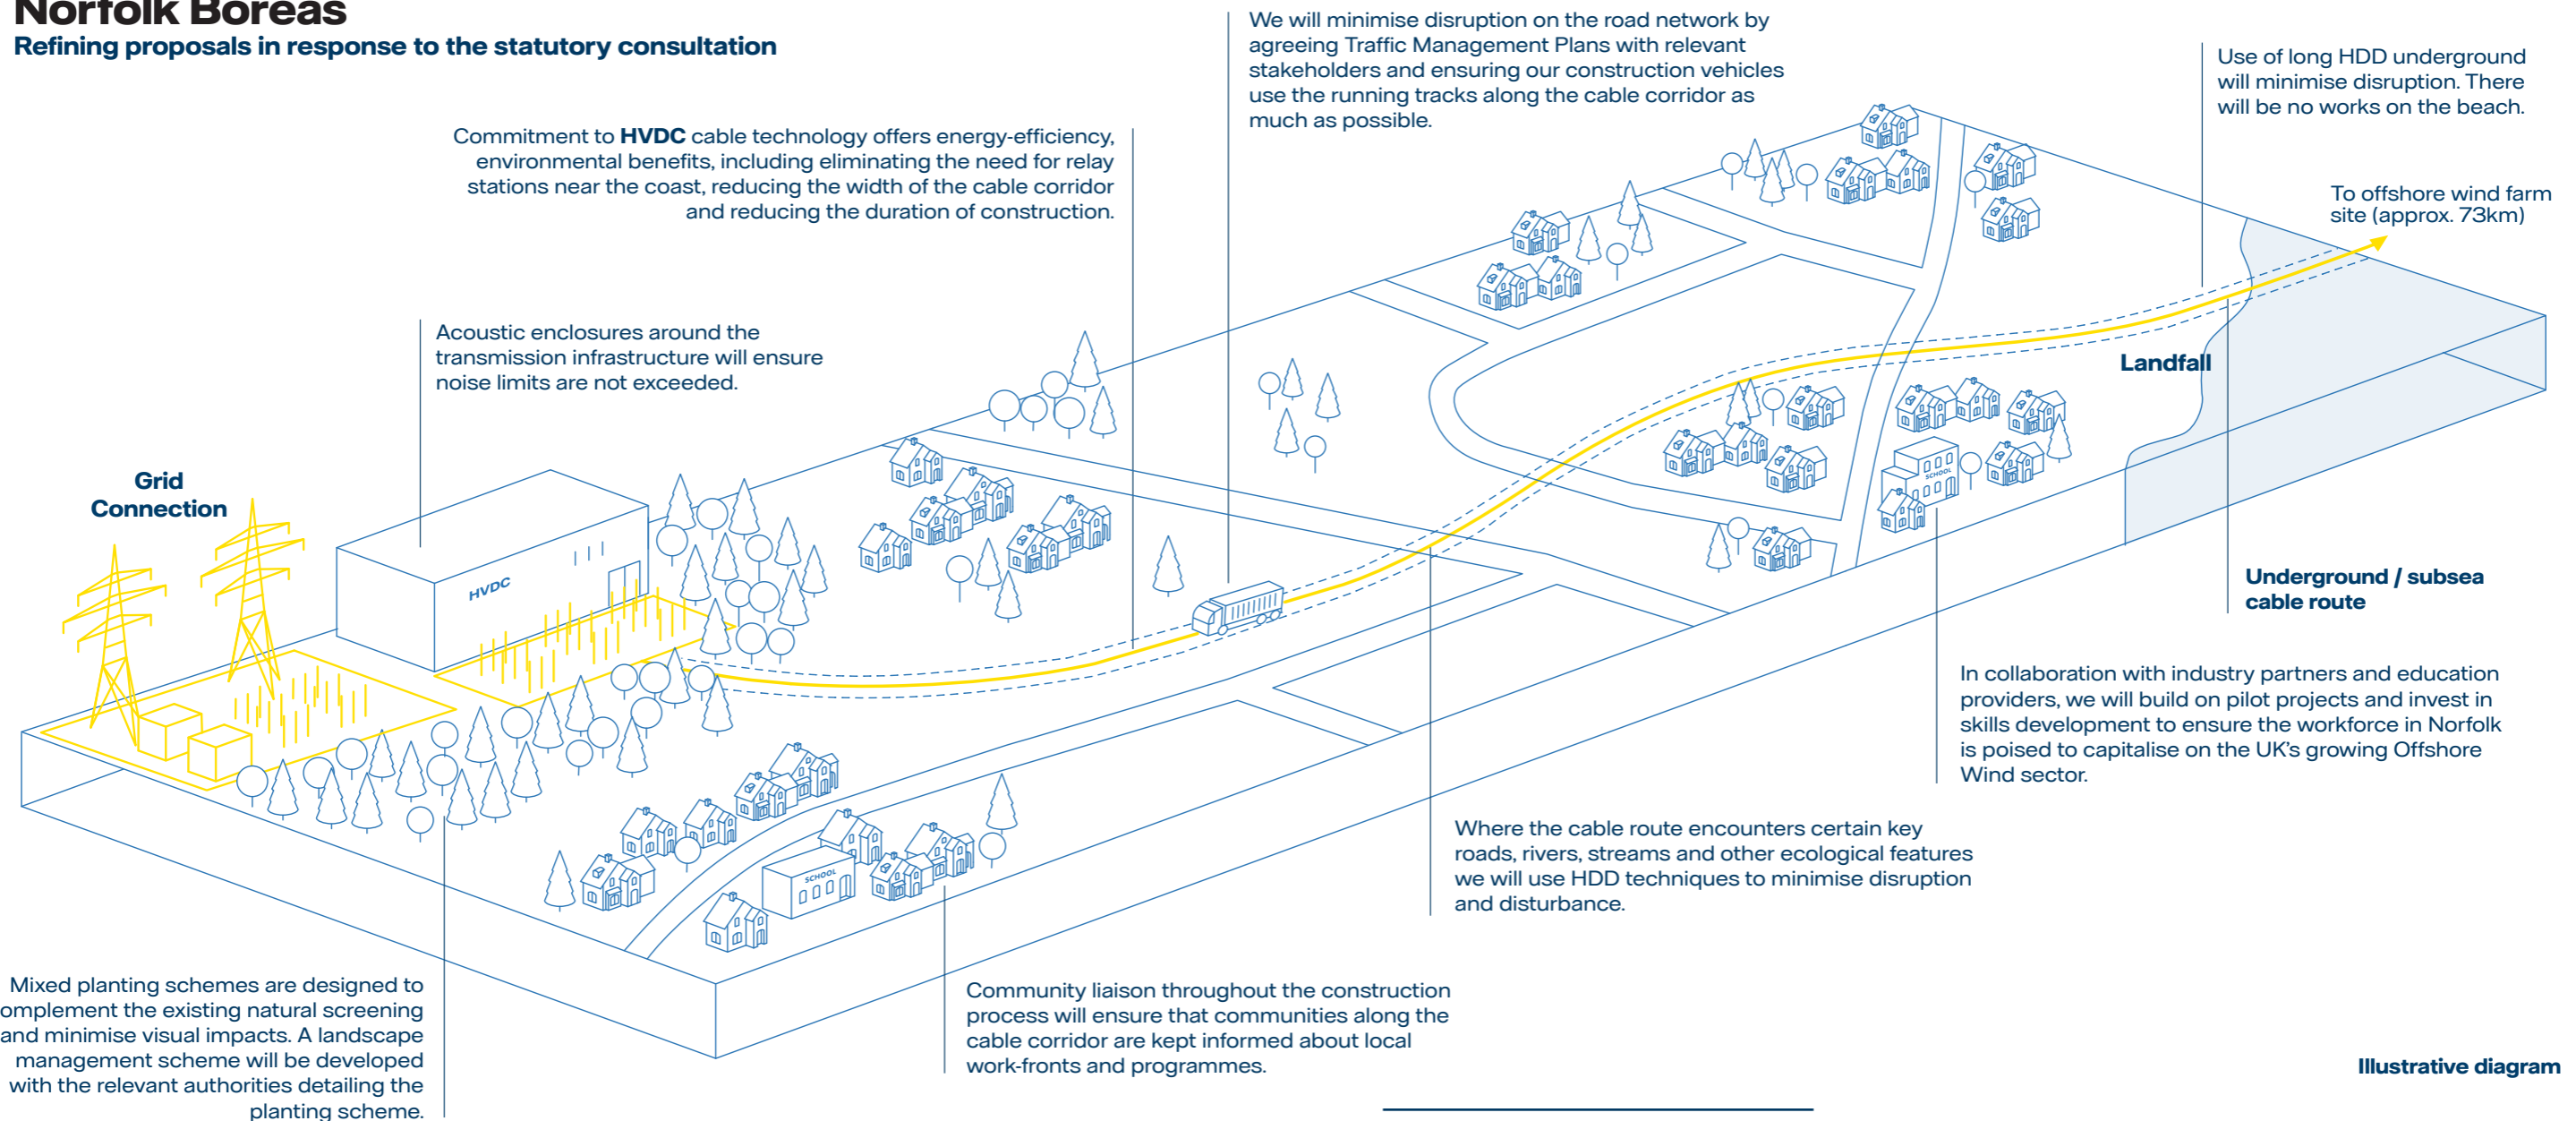 Norfolk Boreas
Refining proposals in response to the statutory consultation
We will minimise disruption on the road network by
agreeing Traffic Management Plans with relevant
stakeholders and ensuring our construction vehicles
use the running tracks along the cable corridor as
much as possible.
Use of long HDD underground
will minimise disruption. There
will be no works on the beach.
Commitment to HVDC cable technology offers energy-efficiency,
environmental benefits, including eliminating the need for relay
stations near the coast, reducing the width of the cable corridor
and reducing the duration of construction.
To offshore wind farm
site (approx. 73km)
Acoustic enclosures around the
transmission infrastructure will ensure
noise limits are not exceeded.
Landfall
Grid
Connection
HVDC
SCHOOL
Underground / subsea
cable route
In collaboration with industry partners and education
providers, we will build on pilot projects and invest in
skills development to ensure the workforce in Norfolk
is poised to capitalise on the UK's growing Offshore
Wind sector.
Where the cable route encounters certain key
roads, rivers, streams and other ecological features
we will use HDD techniques to minimise disruption
and disturbance.
SCHOOL
Mixed planting schemes are designed to
omplement the existing natural screening
and minimise visual impacts. A landscape
management scheme will be developed
with the relevant authorities detailing the
planting scheme.
Community liaison throughout the construction
process will ensure that communities along the
cable corridor are kept informed about local
work-fronts and programmes.
Illustrative diagram